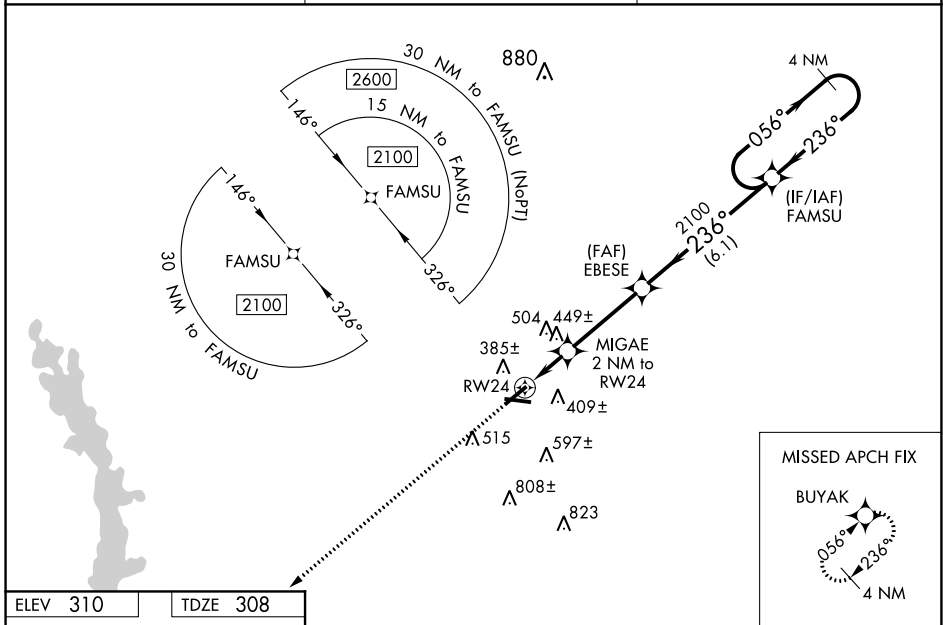 30 NM to FAMSU (NoPT)
2600
15 NM to FAMSU
146°
2100
FAMSU
326°
880
4 NM
056°
236°
(IF/IAF)
FAMSU
2100
236°
(6.1)
146°
FAMSU
2100
326°
30 NM to FAMSU
(FAF)
EBESE
504
449±
MIGAE
2 NM to
RW24
385±
RW24
409±
515
597±
808±
823
MISSED APCH FIX
BUYAK
056°
236°
4 NM
ELEV 310
TDZE 308